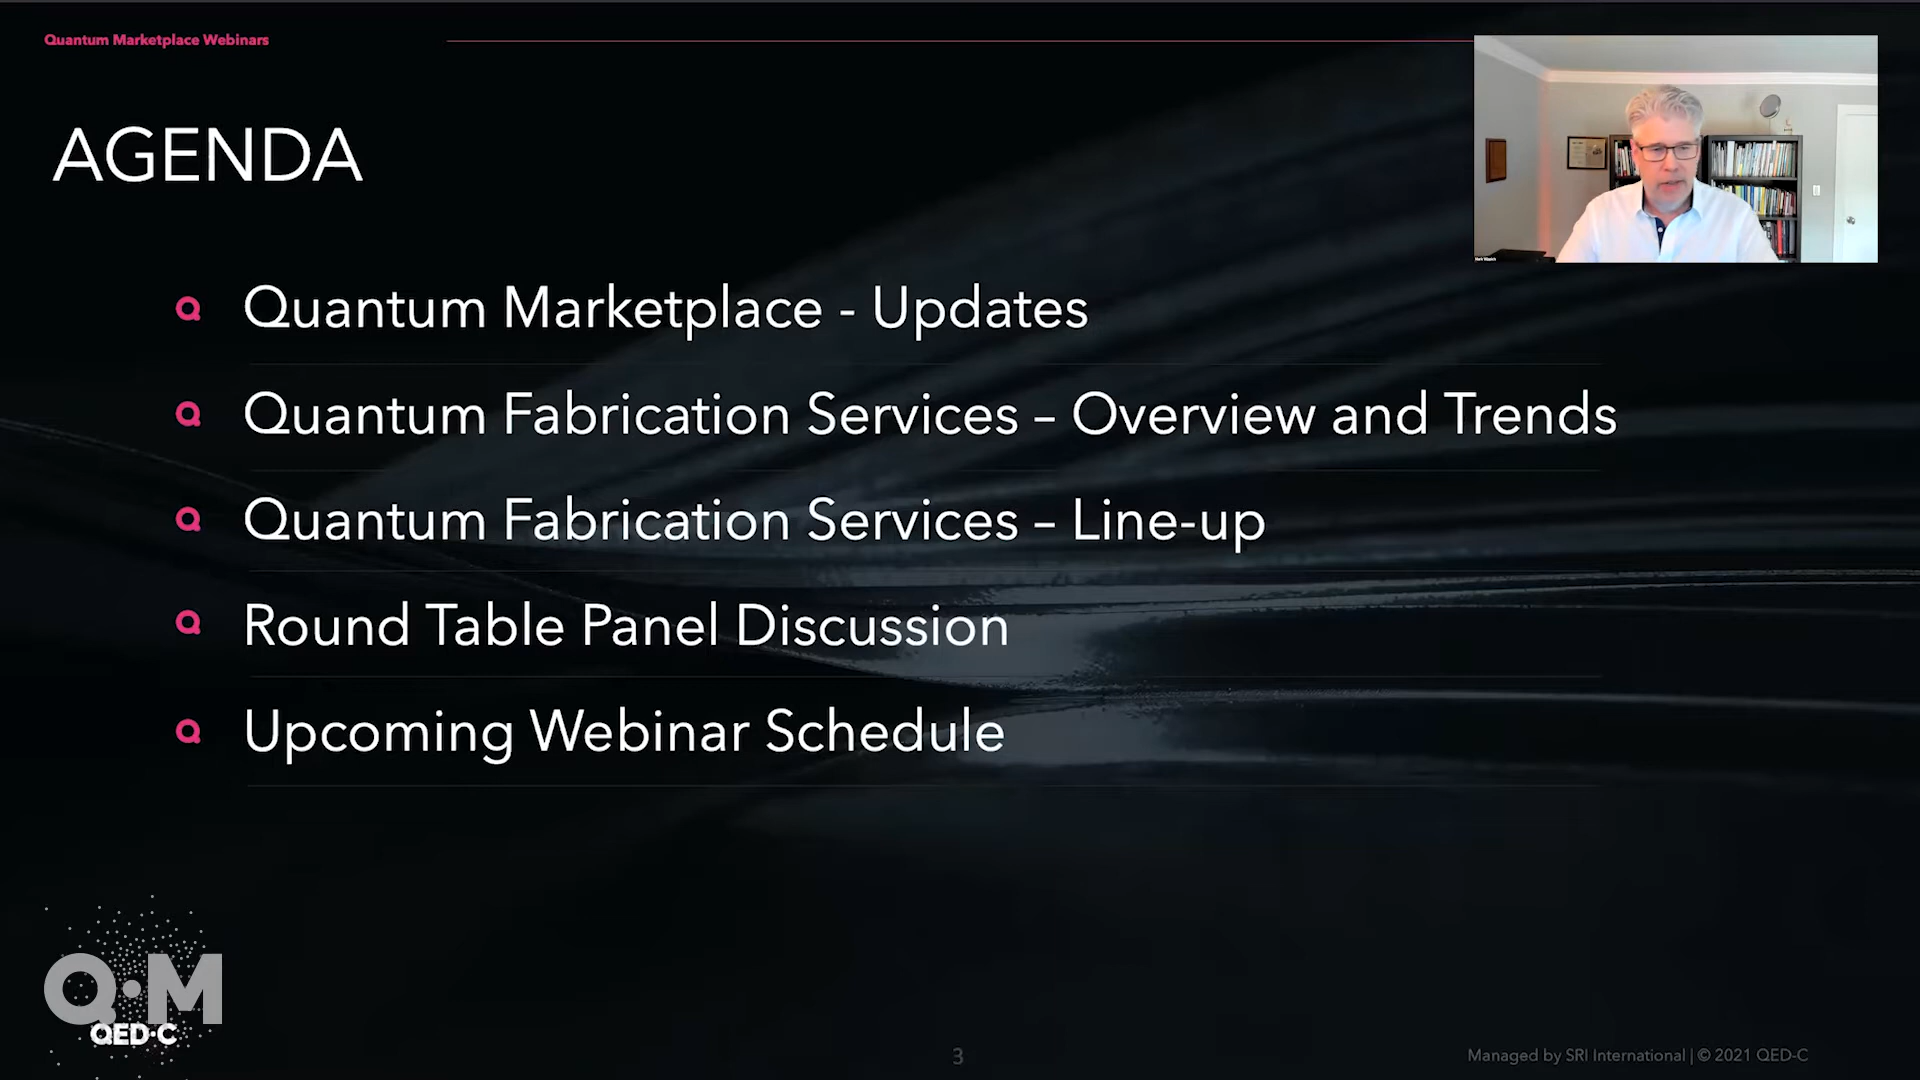 Quantum Marketplace Webinars
AGENDA
Quantum Marketplace - Updates
Quantum Fabrication Services – Overview and Trends
Quantum Fabrication Services – Line-up
Round Table Panel Discussion
Upcoming Webinar Schedule
Q·M
QED·C
3
Managed by SRI International | © 2021 QED-C